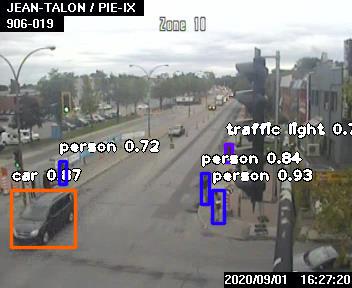 JEAN-TALON / PIE-IX
906-019
Zone 10
traffic light 0.7
person 0.72
person 0.84
car 0.87
person 0.93
2020/09/01 16:27:20